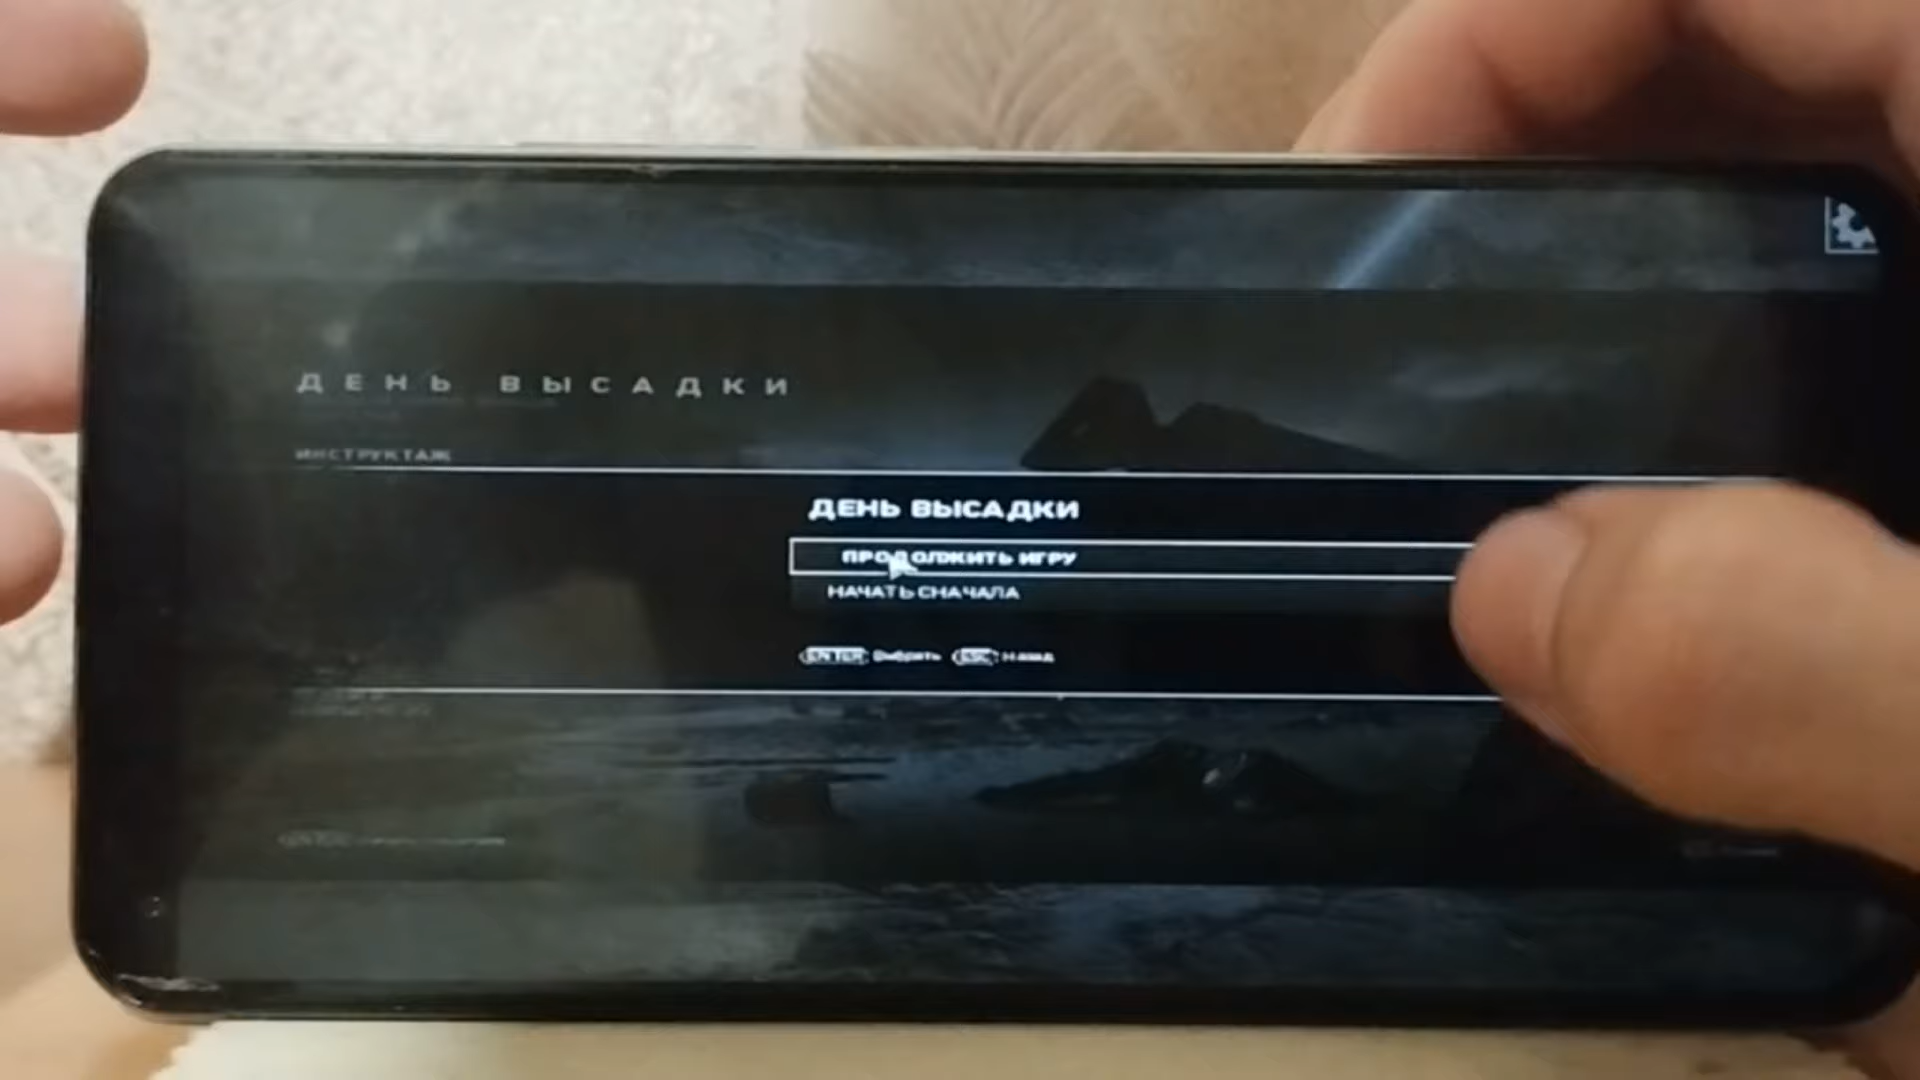 ДЕНЬ ВЫСАДКИ
ИНСТРУКТАЖ
ДЕНЬ ВЫСАДКИ
ПРОДОЛЖИТЬ ИГРУ
НАЧАТЬ СНАЧАЛА
ENTER Выбрать ESC Назад